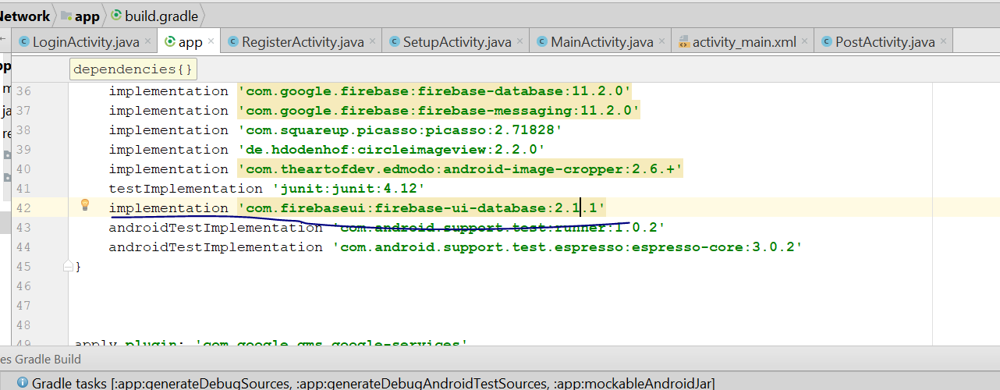 Network app build.gradle
LoginActivity.java app RegisterActivity.java SetupActivity.java MainActivity.java activity_main.xml PostActivity.java
dependencies{}
36 implementation 'com.google.firebase:firebase-database:11.2.0'
37 implementation 'com.google.firebase:firebase-messaging:11.2.0'
38 implementation 'com.squareup.picasso:picasso:2.71828'
39 implementation 'de.hdodenhof:circleimageview:2.2.0'
40 implementation 'com.theartofdev.edmodo:android-image-cropper:2.6.+'
41 testImplementation 'junit:junit:4.12'
42 implementation 'com.firebaseui:firebase-ui-database:2.1.1'
43 androidTestImplementation 'com.android.support.test:runner:1.0.2'
44 androidTestImplementation 'com.android.support.test.espresso:espresso-core:3.0.2'
45 }
46
47
48
49 apply plugin: 'com.google.gms.google-services'
es Gradle Build
Gradle tasks [:app:generateDebugSources, :app:generateDebugAndroidTestSources, :app:mockableAndroidJar]